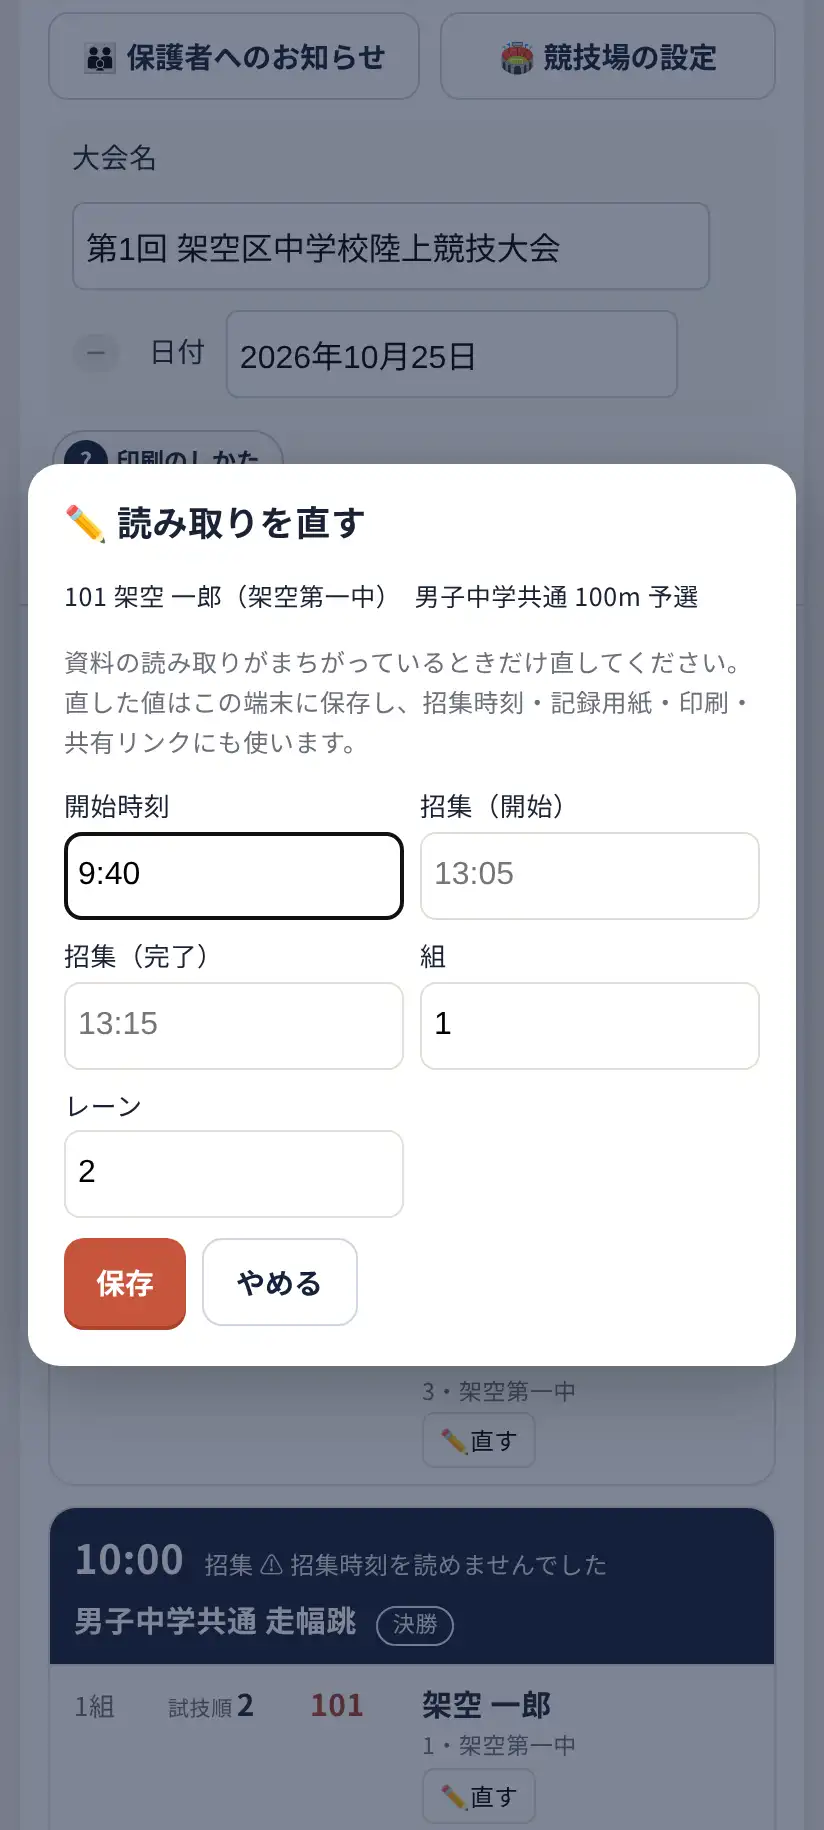 保護者へのお知らせ
競技場の設定
大会名
第1回 架空区中学校陸上競技大会
日付
2026年10月25日
? 印刷のしかた
読み取りを直す
101 架空 一郎（架空第一中） 男子中学共通 100m 予選
資料の読み取りがまちがっているときだけ直してください。
直した値はこの端末に保存し、招集時刻・記録用紙・印刷・
共有リンクにも使います。
開始時刻
招集（開始）
9:40
13:05
招集（完了）
組
13:15
1
レーン
2
保存
やめる
3・架空第一中
直す
10:00 招集 ⚠ 招集時刻を読めませんでした
男子中学共通 走幅跳 決勝
1組 試技順 2 101 架空 一郎
1・架空第一中
直す